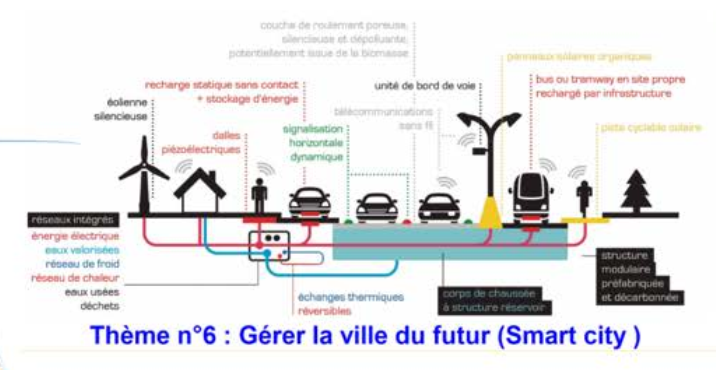 couche de roulement poreuse,
silencieuse et dépolluante,
potentiellement issue de la biomasse
panneaux solaires organiques
recharge statique sans contact
+ stockage d'énergie
unité de bord de voie
bus ou tramway en site propre
rechargé par infrastructure
éolienne
silencieuse
télécommunications
sans fil
dalles
piézoélectriques
signalisation
horizontale
dynamique
piste cyclable solaire
réseaux intégrés
énergie électrique
eaux valorisées
réseau de froid
réseau de chaleur
eaux usées
déchets
échanges thermiques
réversibles
corps de chaussée
à structure réservoir
structure
modulaire
préfabriquée
et décarbonnée
Thème n°6 : Gérer la ville du futur (Smart city )